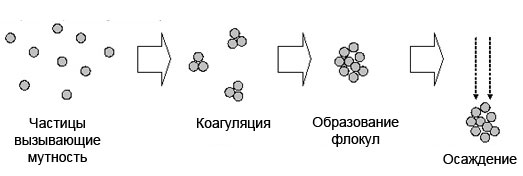 Частицы
вызывающие
мутность
Коагуляция
Образование
флокул
Осаждение